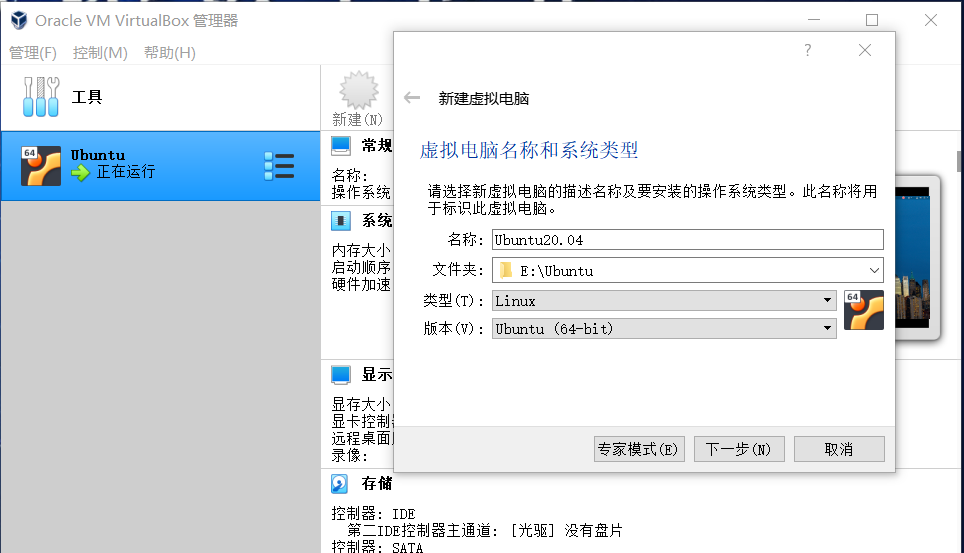 Oracle VM VirtualBox 管理器
管理(F) 控制(M) 帮助(H)
工具
新建(N)
64
Ubuntu
正在运行
常规
名称:
操作系统
系统
内存大小
启动顺序
硬件加速
显示
显存大小
显卡控制
远程桌面
录像:
存储
控制器: IDE
第二IDE控制器主通道: [光驱] 没有盘片
控制器: SATA
?
新建虚拟电脑
虚拟电脑名称和系统类型
请选择新虚拟电脑的描述名称及要安装的操作系统类型。此名称将用
于标识此虚拟电脑。
名称: Ubuntu20.04
文件夹: E:\Ubuntu
类型(T): Linux
64
版本(V): Ubuntu (64-bit)
专家模式(E) 下一步(N) 取消